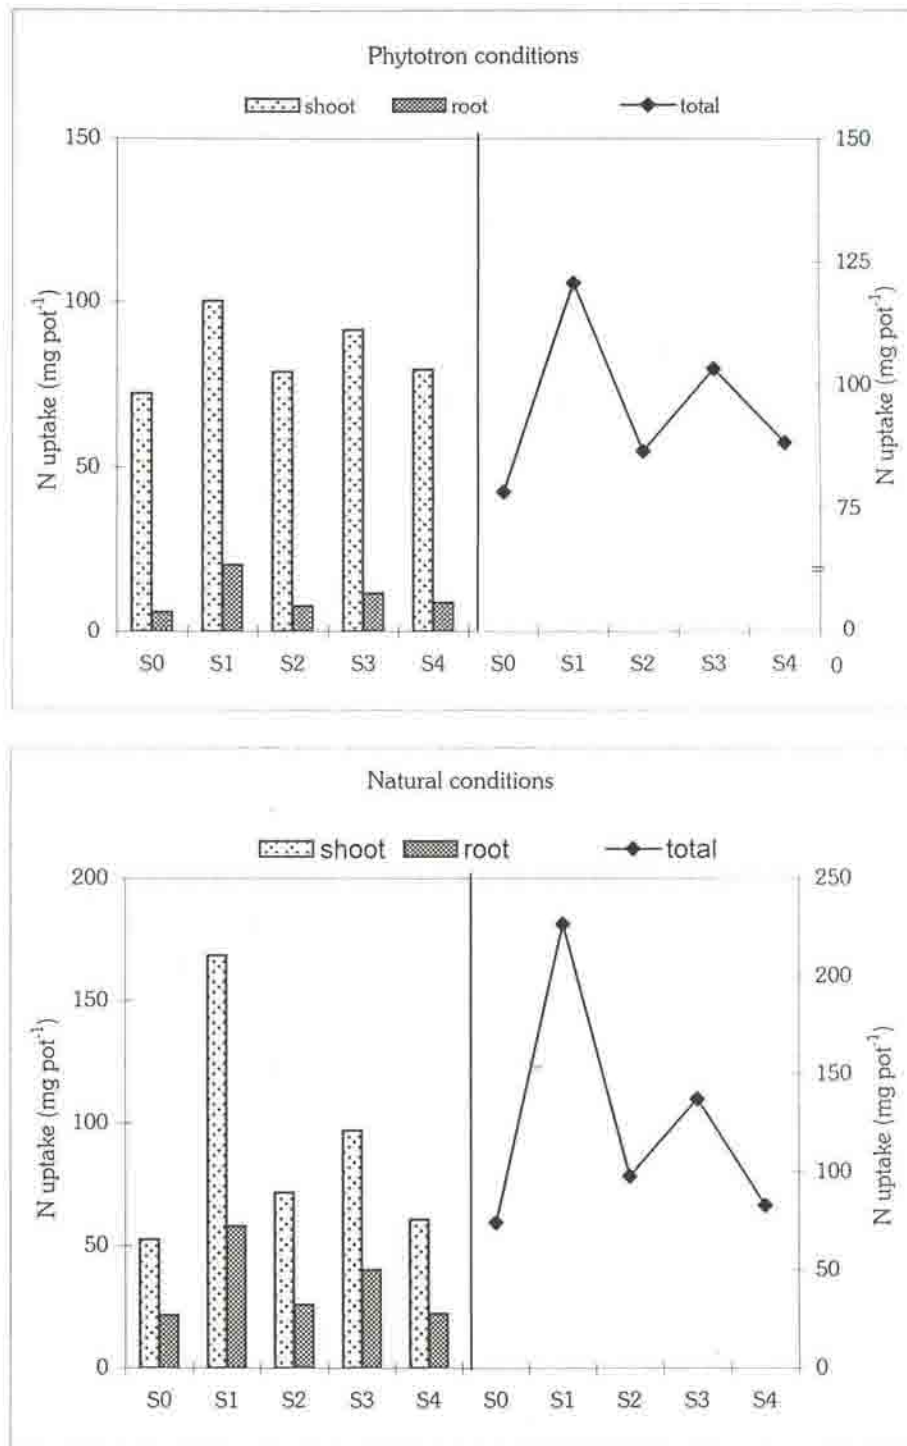 Phytotron conditions
shoot root total
N uptake (mg pot⁻¹)
150
100
50
0
S0 S1 S2 S3 S4 S0 S1 S2 S3 S4 0
150
125
100
75
0
N uptake (mg pot⁻¹)
Natural conditions
shoot root total
N uptake (mg pot⁻¹)
200
150
100
50
0
S0 S1 S2 S3 S4 S0 S1 S2 S3 S4
250
200
150
100
50
0
N uptake (mg pot⁻¹)